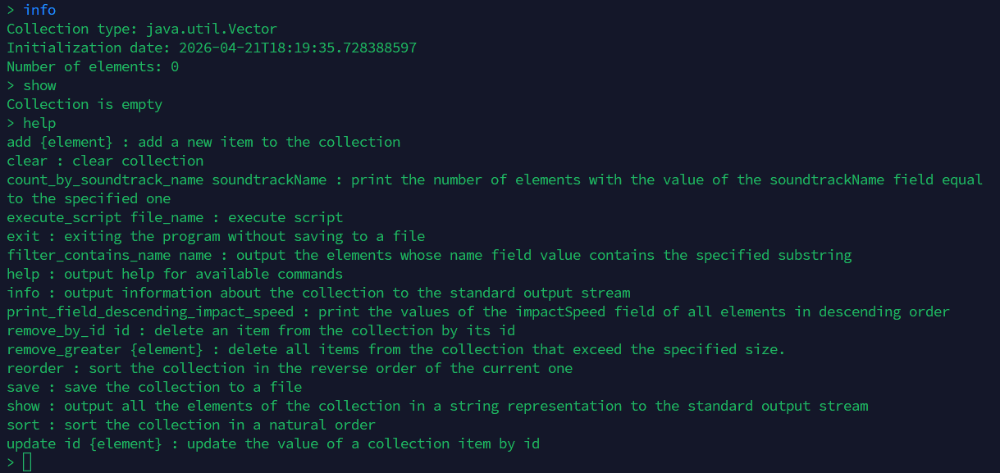 > info
Collection type: java.util.Vector
Initialization date: 2026-04-21T18:19:35.728388597
Number of elements: 0
> show
Collection is empty
> help
add {element} : add a new item to the collection
clear : clear collection
count_by_soundtrack_name soundtrackName : print the number of elements with the value of the soundtrackName field equal
to the specified one
execute_script file_name : execute script
exit : exiting the program without saving to a file
filter_contains_name name : output the elements whose name field value contains the specified substring
help : output help for available commands
info : output information about the collection to the standard output stream
print_field_descending_impact_speed : print the values of the impactSpeed field of all elements in descending order
remove_by_id id : delete an item from the collection by its id
remove_greater {element} : delete all items from the collection that exceed the specified size.
reorder : sort the collection in the reverse order of the current one
save : save the collection to a file
show : output all the elements of the collection in a string representation to the standard output stream
sort : sort the collection in a natural order
update id {element} : update the value of a collection item by id
>